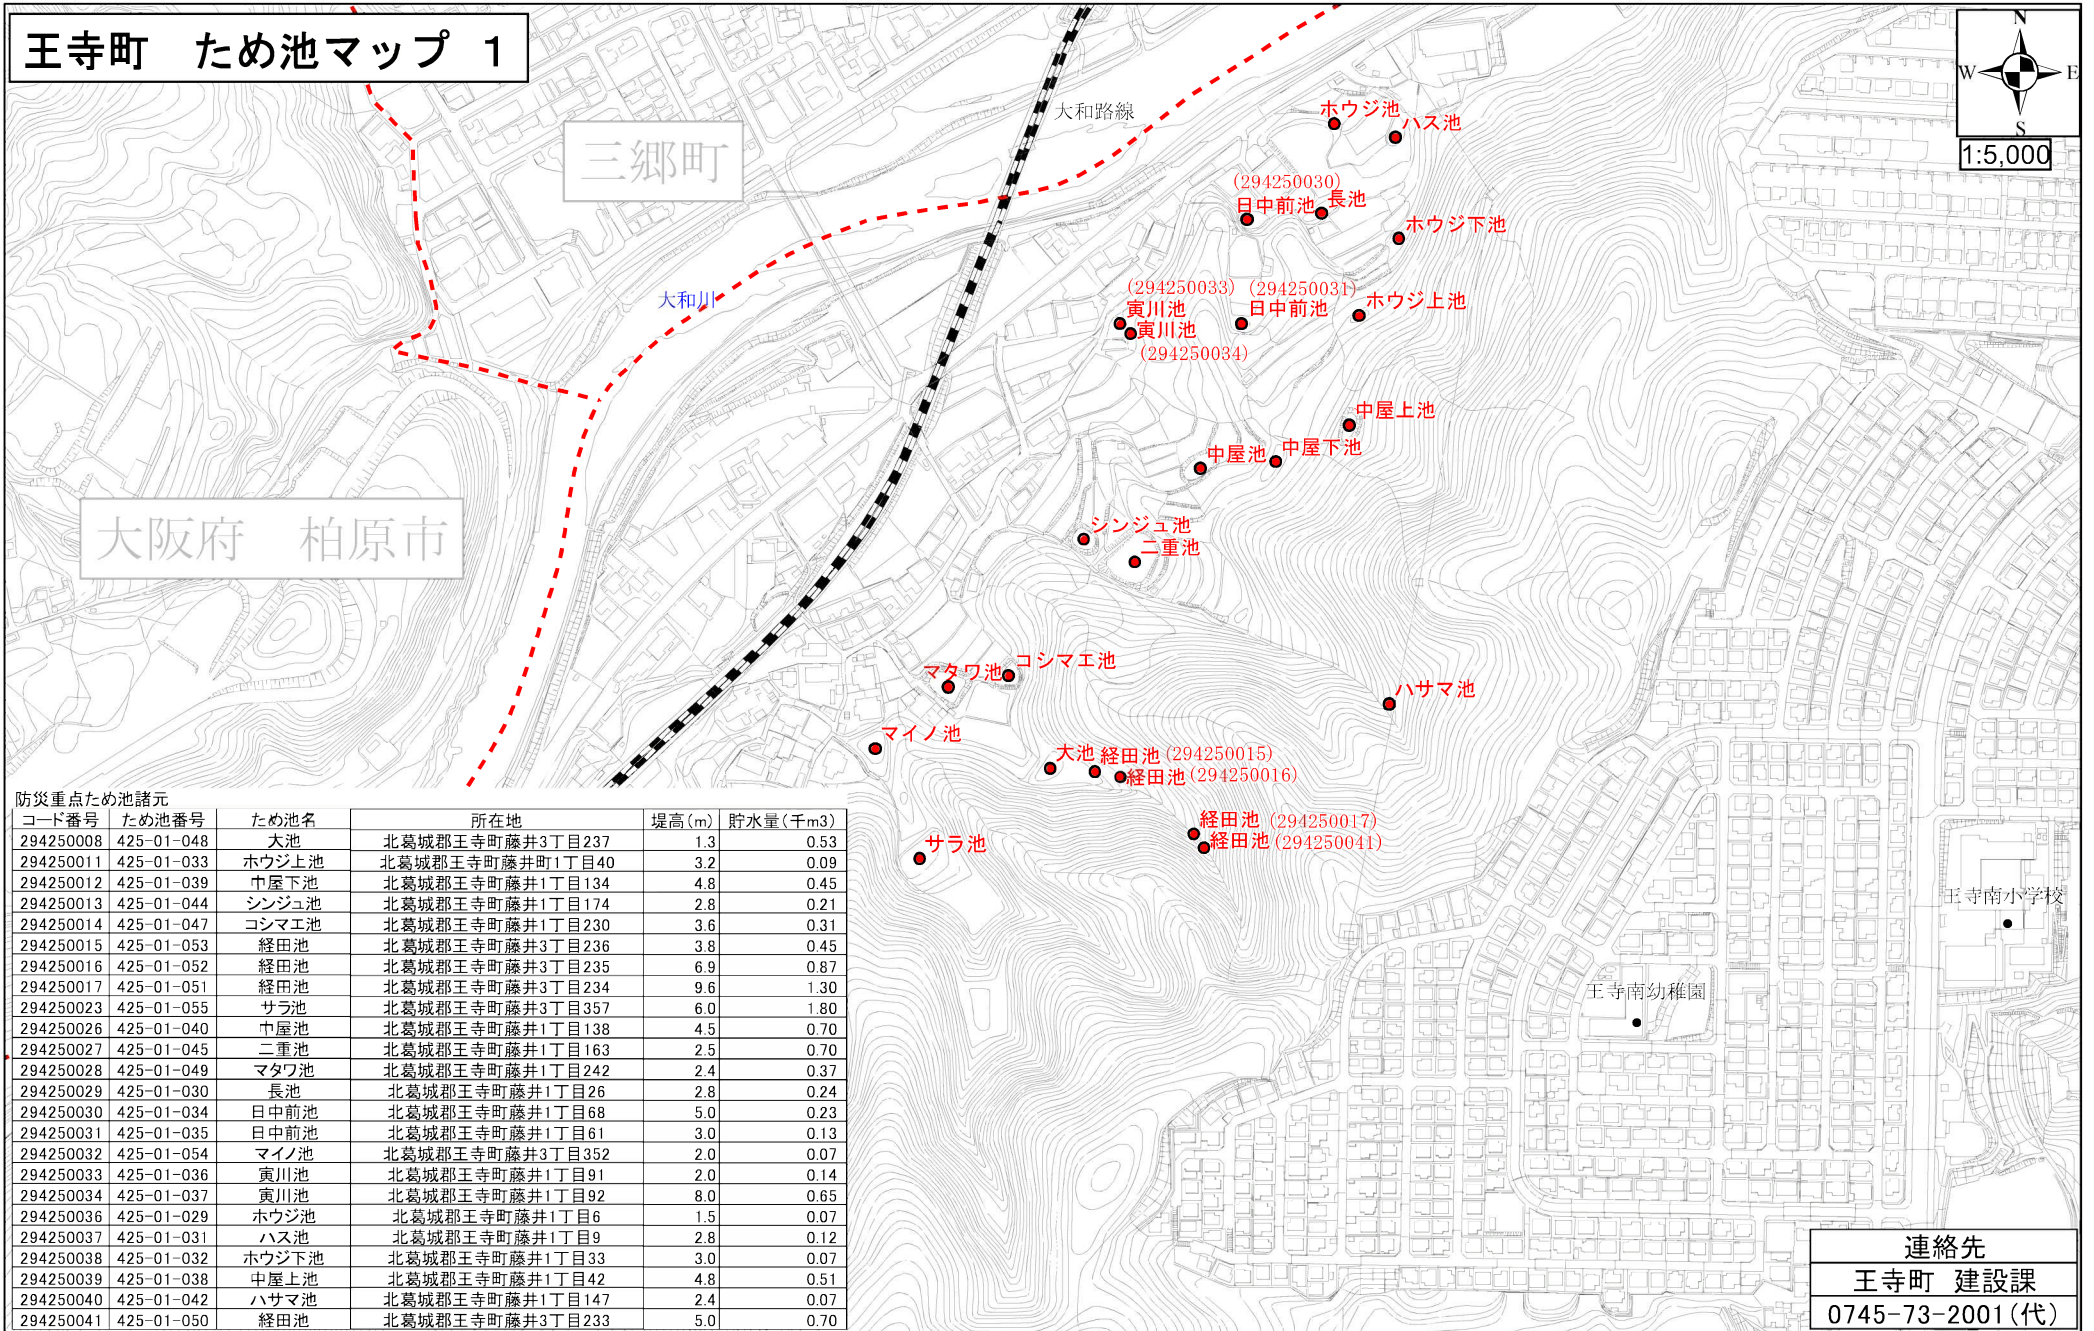 王寺町　ため池マップ 1
N
W E
S
1:5,000
三郷町
大和路線
大和川
大阪府　柏原市
ホウジ池
ハス池
(294250030)
日中前池
長池
ホウジ下池
(294250033)
(294250031)
寅川池
日中前池
ホウジ上池
寅川池
(294250034)
中屋上池
中屋池
中屋下池
シンジュ池
二重池
マタワ池
コシマエ池
ハサマ池
マイノ池
大池
経田池(294250015)
経田池(294250016)
経田池 (294250017)
経田池(294250041)
サラ池
王寺南小学校
王寺南幼稚園
防災重点ため池諸元
コード番号 ため池番号 ため池名 所在地 堤高(m) 貯水量(千m3)
294250008 425-01-048 大池 北葛城郡王寺町藤井3丁目237 1.3 0.53
294250011 425-01-033 ホウジ上池 北葛城郡王寺町藤井町1丁目40 3.2 0.09
294250012 425-01-039 中屋下池 北葛城郡王寺町藤井1丁目134 4.8 0.45
294250013 425-01-044 シンジュ池 北葛城郡王寺町藤井1丁目174 2.8 0.21
294250014 425-01-047 コシマエ池 北葛城郡王寺町藤井1丁目230 3.6 0.31
294250015 425-01-053 経田池 北葛城郡王寺町藤井3丁目236 3.8 0.45
294250016 425-01-052 経田池 北葛城郡王寺町藤井3丁目235 6.9 0.87
294250017 425-01-051 経田池 北葛城郡王寺町藤井3丁目234 9.6 1.30
294250023 425-01-055 サラ池 北葛城郡王寺町藤井3丁目357 6.0 1.80
294250026 425-01-040 中屋池 北葛城郡王寺町藤井1丁目138 4.5 0.70
294250027 425-01-045 二重池 北葛城郡王寺町藤井1丁目163 2.5 0.70
294250028 425-01-049 マタワ池 北葛城郡王寺町藤井1丁目242 2.4 0.37
294250029 425-01-030 長池 北葛城郡王寺町藤井1丁目26 2.8 0.24
294250030 425-01-034 日中前池 北葛城郡王寺町藤井1丁目68 5.0 0.23
294250031 425-01-035 日中前池 北葛城郡王寺町藤井1丁目61 3.0 0.13
294250032 425-01-054 マイノ池 北葛城郡王寺町藤井3丁目352 2.0 0.07
294250033 425-01-036 寅川池 北葛城郡王寺町藤井1丁目91 2.0 0.14
294250034 425-01-037 寅川池 北葛城郡王寺町藤井1丁目92 8.0 0.65
294250036 425-01-029 ホウジ池 北葛城郡王寺町藤井1丁目6 1.5 0.07
294250037 425-01-031 ハス池 北葛城郡王寺町藤井1丁目9 2.8 0.12
294250038 425-01-032 ホウジ下池 北葛城郡王寺町藤井1丁目33 3.0 0.07
294250039 425-01-038 中屋上池 北葛城郡王寺町藤井1丁目42 4.8 0.51
294250040 425-01-042 ハサマ池 北葛城郡王寺町藤井1丁目147 2.4 0.07
294250041 425-01-050 経田池 北葛城郡王寺町藤井3丁目233 5.0 0.70
連絡先
王寺町 建設課
0745-73-2001(代)